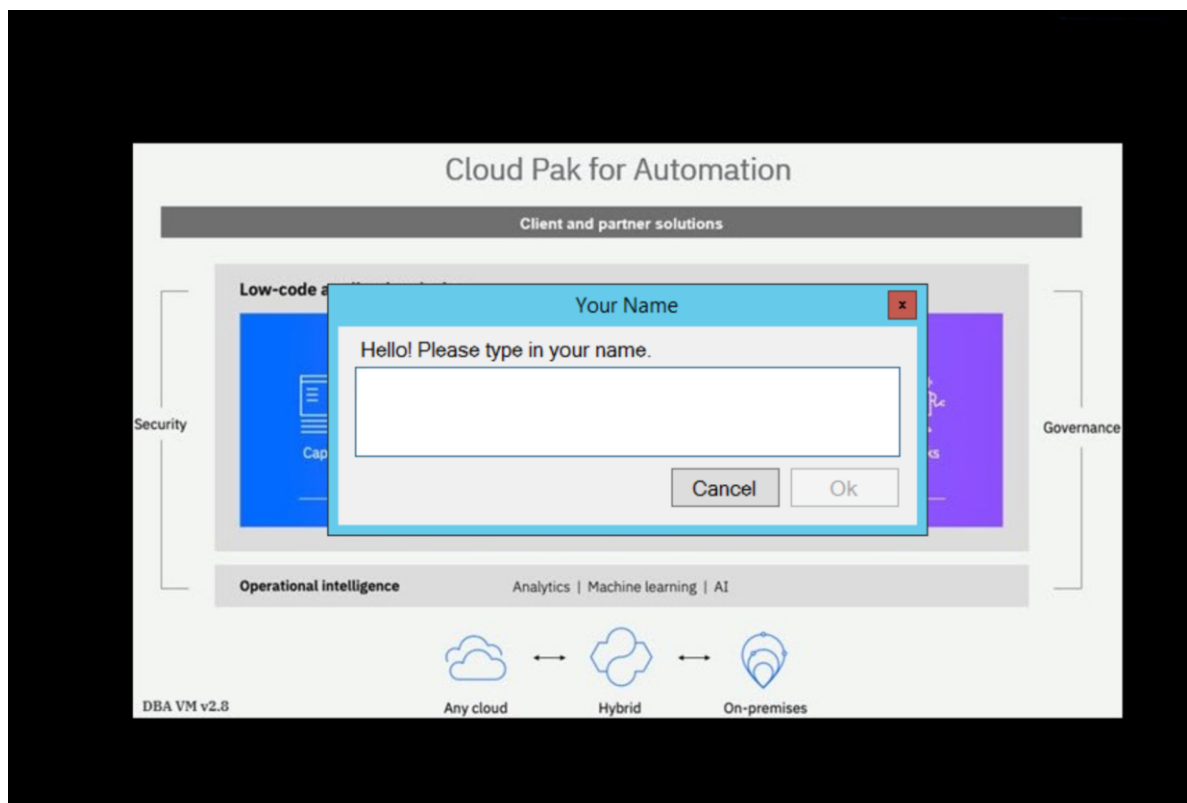 Cloud Pak for Automation
Client and partner solutions
Low-code
Your Name
x
Hello! Please type in your name.
Security
Governance
Cap
Cancel
Ok
Operational intelligence
Analytics | Machine learning | AI
DBA VM v2.8
Any cloud
Hybrid
On-premises